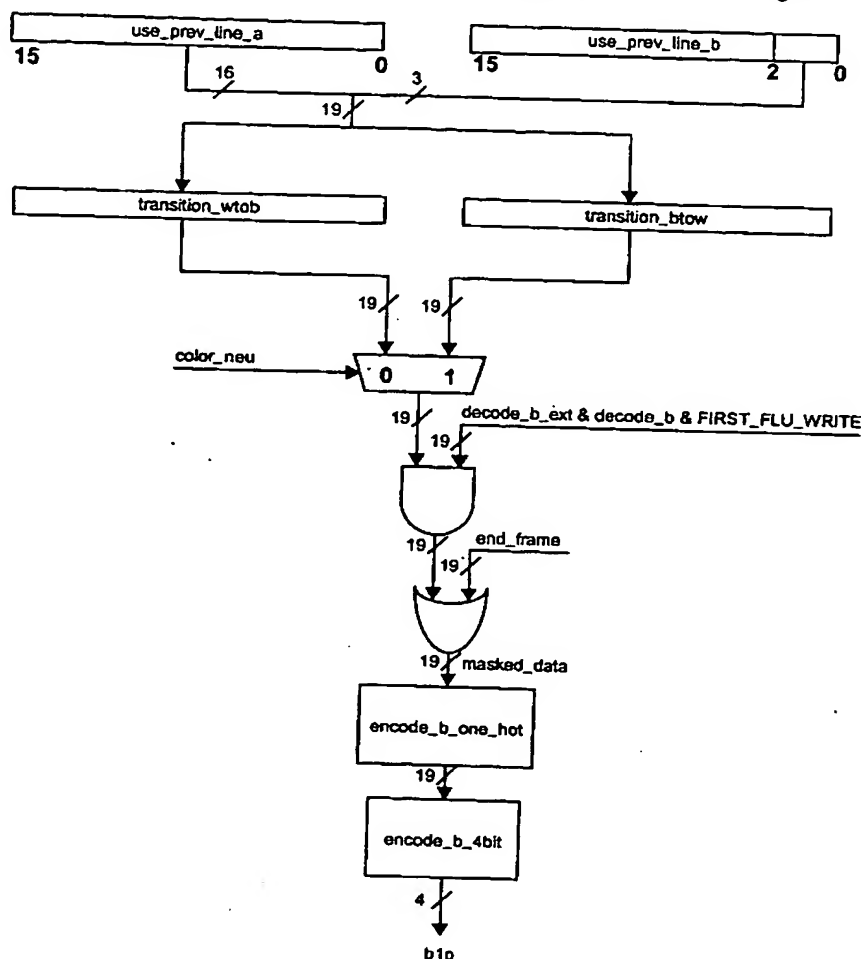 use_prev_line_a
use_prev_line_b
15
0
15
2
0
16
3
19
transition_wtob
transition_btow
19
19
color_neu
0
1
19
decode_b_ext & decode_b & FIRST_FLU_WRITE
19
19
end_frame
19
19
masked_data
encode_b_one_hot
19
encode_b_4bit
4
b1p